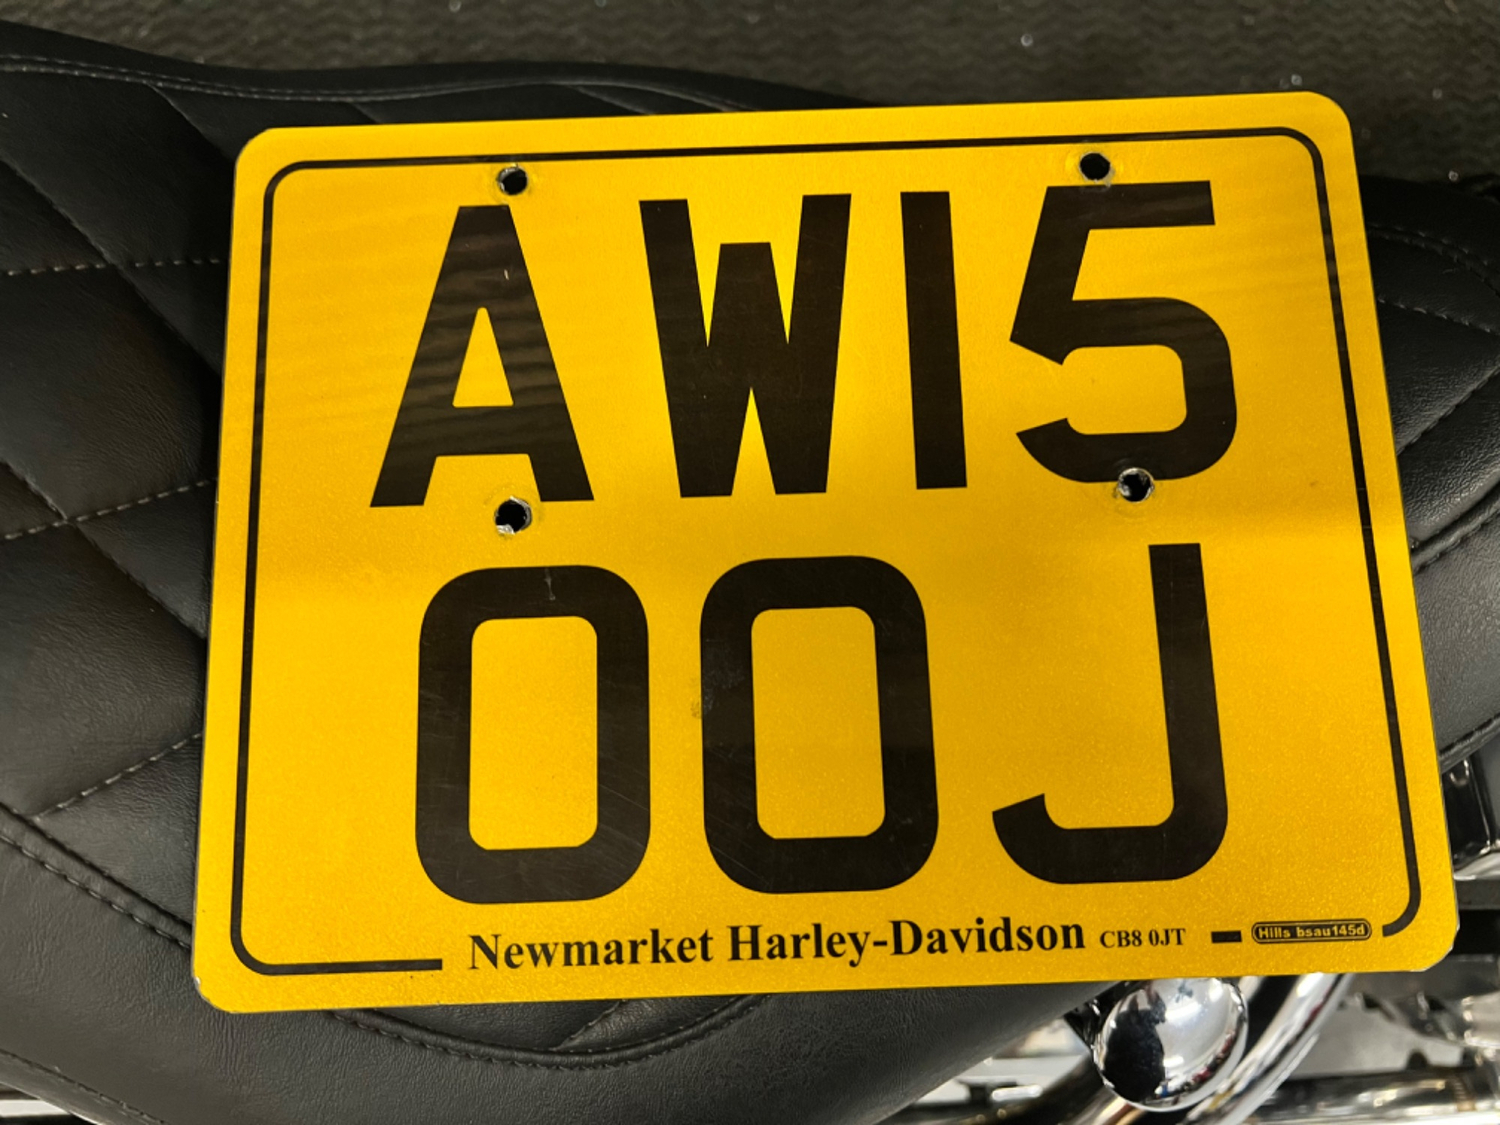 AW15
OOJ
Newmarket Harley-Davidson CB8 0JT
Hills bsau145d